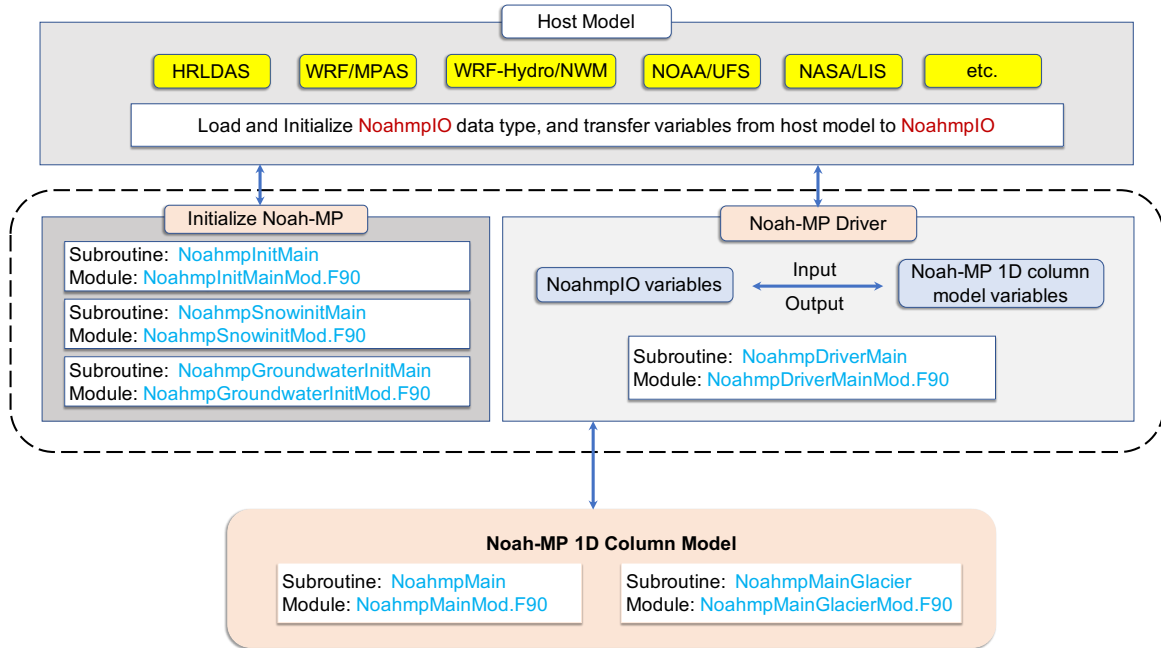 Host Model
HRLDAS
WRF/MPAS
WRF-Hydro/NWM
NOAA/UFS
NASA/LIS
etc.
Load and Initialize NoahmpIO data type, and transfer variables from host model to NoahmpIO
Initialize Noah-MP
Subroutine: NoahmpInitMain
Module: NoahmpInitMainMod.F90
Subroutine: NoahmpSnowinitMain
Module: NoahmpSnowinitMod.F90
Subroutine: NoahmpGroundwaterInitMain
Module: NoahmpGroundwaterInitMod.F90
Noah-MP Driver
NoahmpIO variables
Input
Output
Noah-MP 1D column
model variables
Subroutine: NoahmpDriverMain
Module: NoahmpDriverMainMod.F90
Noah-MP 1D Column Model
Subroutine: NoahmpMain
Module: NoahmpMainMod.F90
Subroutine: NoahmpMainGlacier
Module: NoahmpMainGlacierMod.F90